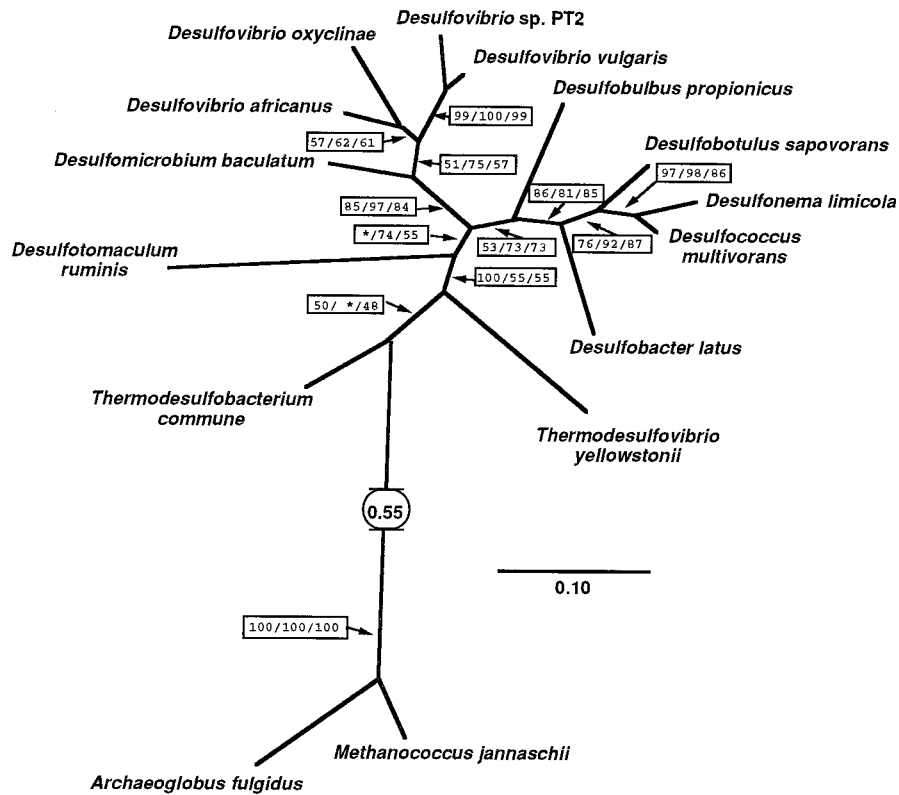 Desulfovibrio sp. PT2
Desulfovibrio oxyclinae
Desulfovibrio vulgaris
Desulfobulbus propionicus
Desulfovibrio africanus
99/100/99
57/62/61
Desulfobotulus sapovorans
Desulfomicrobium baculatum
51/75/57
97/98/86
86/81/85
Desulfonema limicola
85/97/84
*/74/55
53/73/73
76/92/87
Desulfococcus
multivorans
Desulfotomaculum
ruminis
100/55/55
50/ */48
Desulfobacter latus
Thermodesulfobacterium
commune
Thermodesulfovibrio
yellowstonii
0.55
0.10
100/100/100
Methanococcus jannaschii
Archaeoglobus fulgidus